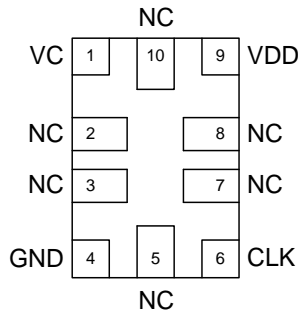 NC
VC 1 10 9 VDD
NC 2 8 NC
NC 3 7 NC
GND 4 5 6 CLK
NC